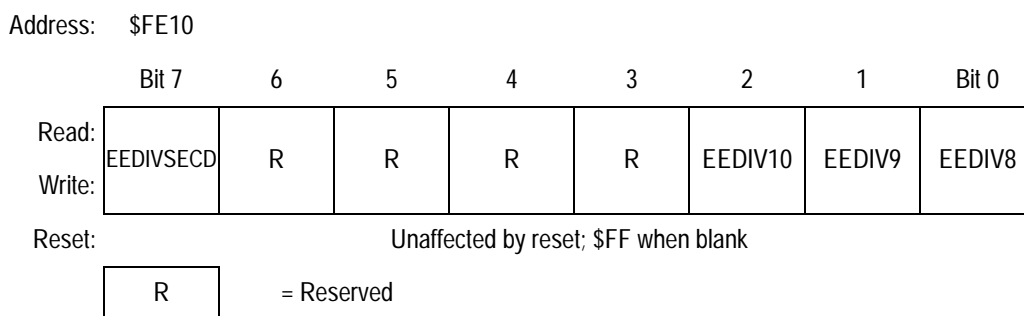 Address: $FE10
Bit 7 6 5 4 3 2 1 Bit 0
Read:
EEDIVSECD R R R R EEDIV10 EEDIV9 EEDIV8
Write:
Reset: Unaffected by reset; $FF when blank
R = Reserved